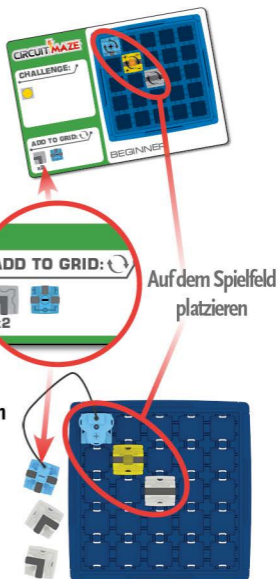 CIRCUIT MAZE
CHALLENGE:
ADD TO GRID:
BEGINNER
ADD TO GRID:
x2
Auf dem Spielfeld
platzieren